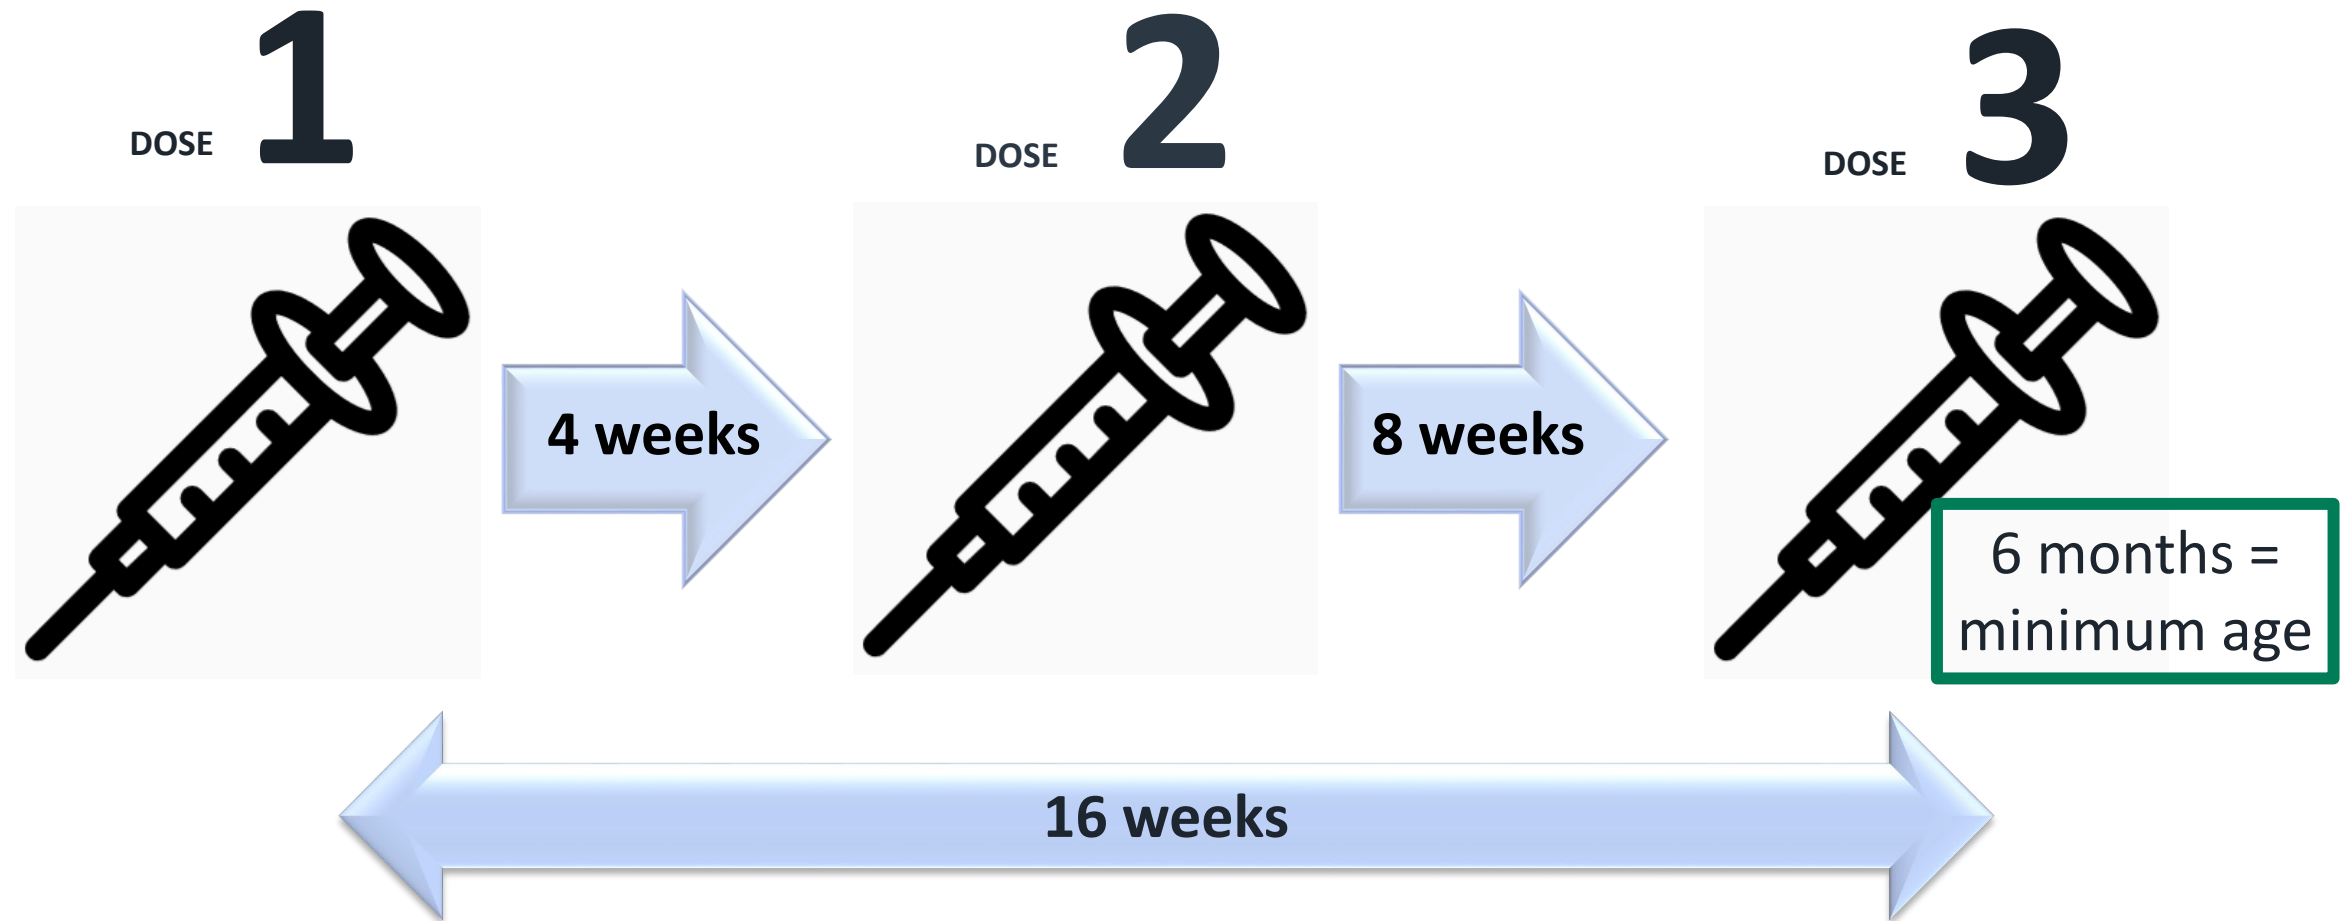 DOSE 1
DOSE 2
DOSE 3
4 weeks
8 weeks
6 months =
minimum age
16 weeks